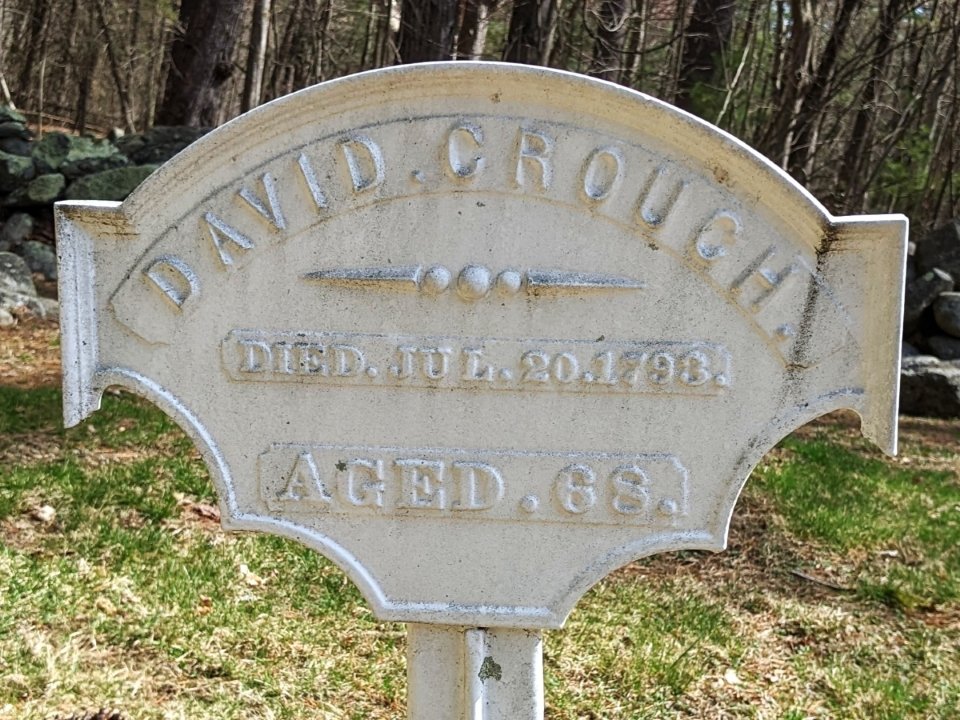 DAVID. CROUCH.
DIED. JUL. 20. 1793.
AGED. 68.